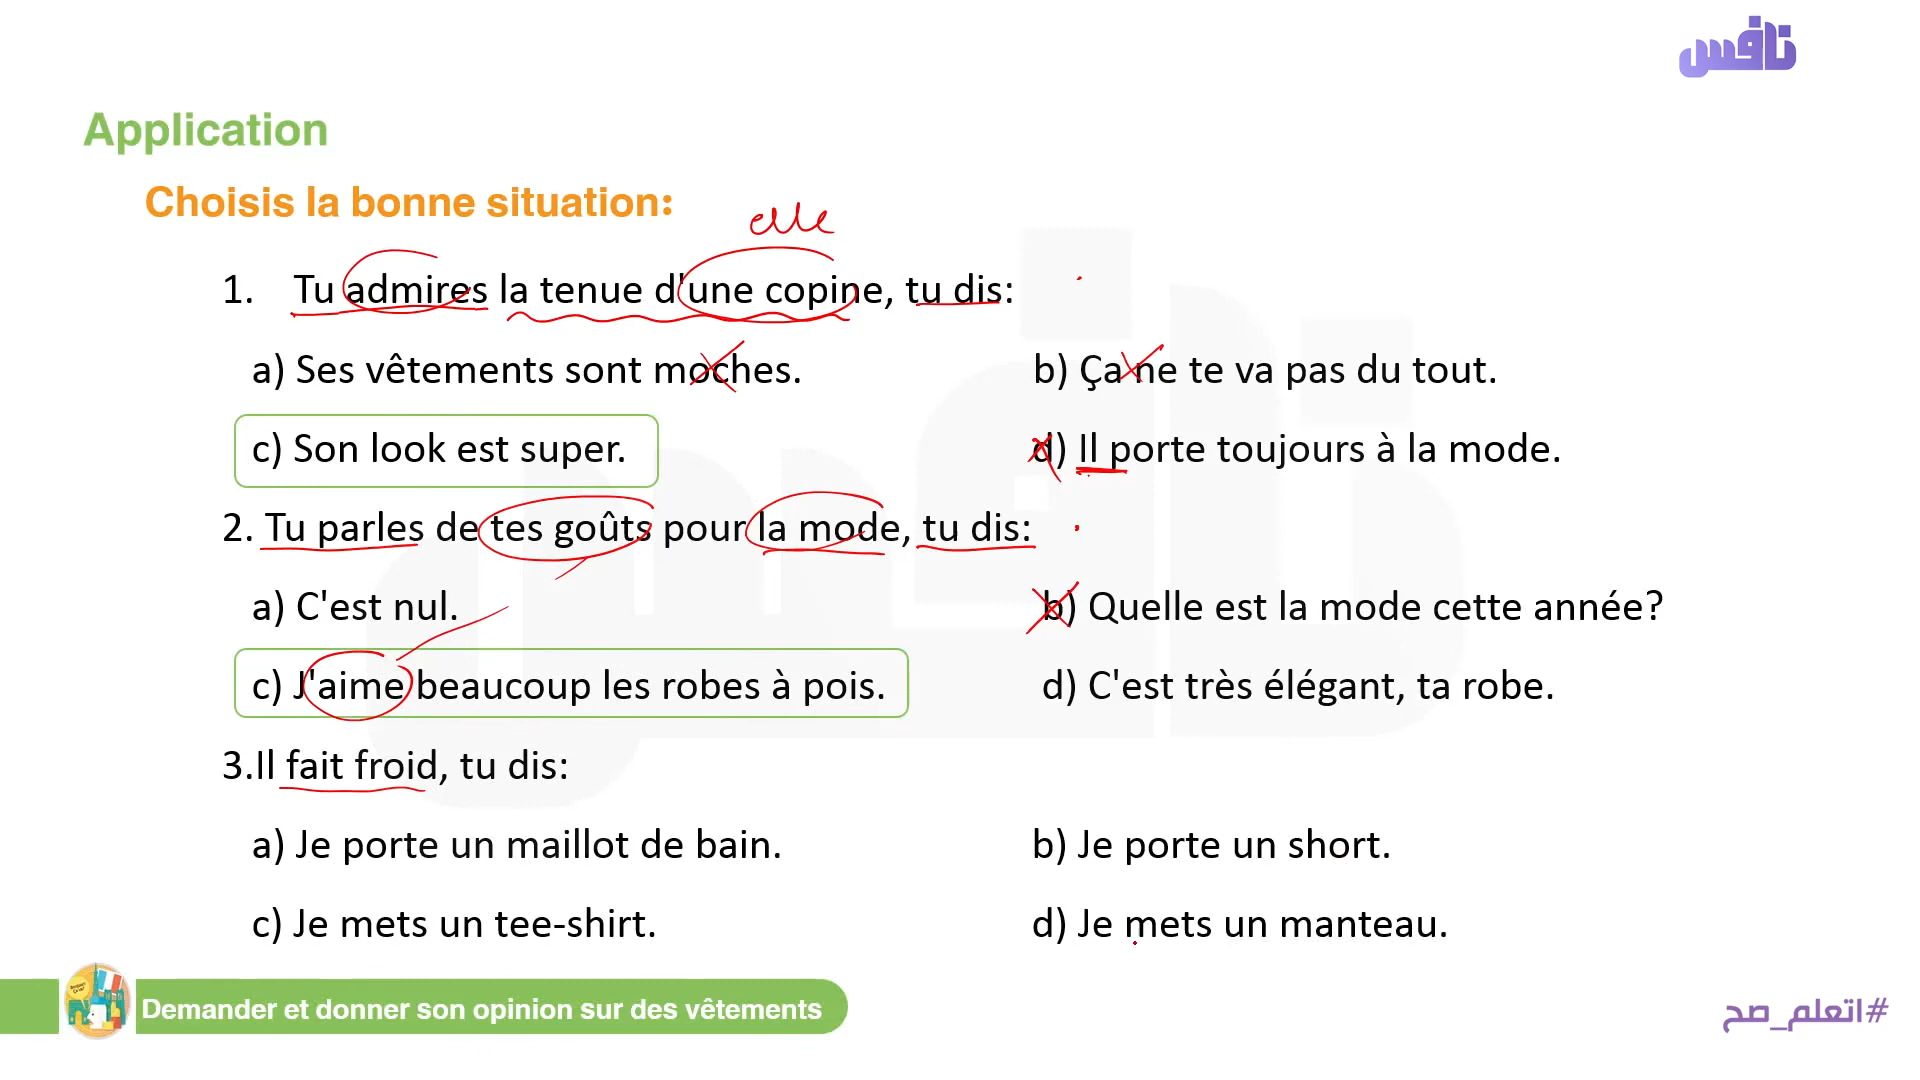 نافس
Application
Choisis la bonne situation:
elle
1. Tu admires la tenue d'une copine, tu dis:
a) Ses vêtements sont moches. b) Ça ne te va pas du tout.
c) Son look est super. d) Il porte toujours à la mode.
2. Tu parles de tes goûts pour la mode, tu dis:
a) C'est nul. b) Quelle est la mode cette année?
c) J'aime beaucoup les robes à pois. d) C'est très élégant, ta robe.
3.Il fait froid, tu dis:
a) Je porte un maillot de bain. b) Je porte un short.
c) Je mets un tee-shirt. d) Je mets un manteau.
Demander et donner son opinion sur des vêtements
#اتعلم_صح